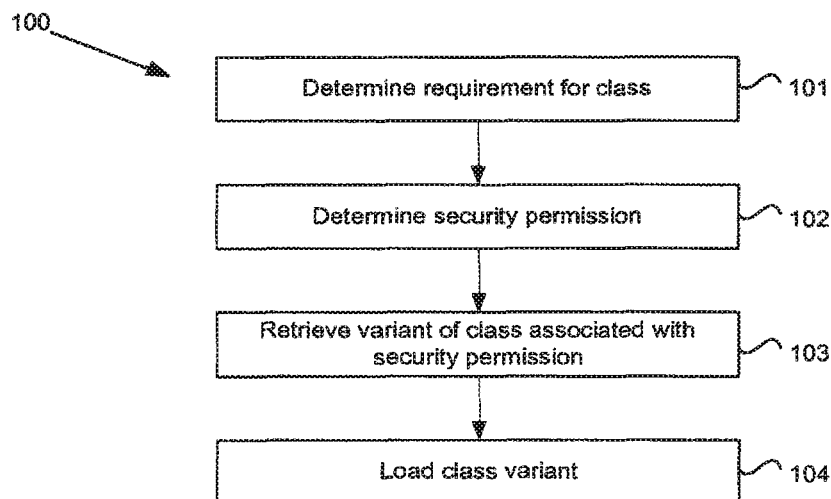 100
Determine requirement for class
101
Determine security permission
102
Retrieve variant of class associated with
security permission
103
Load class variant
104